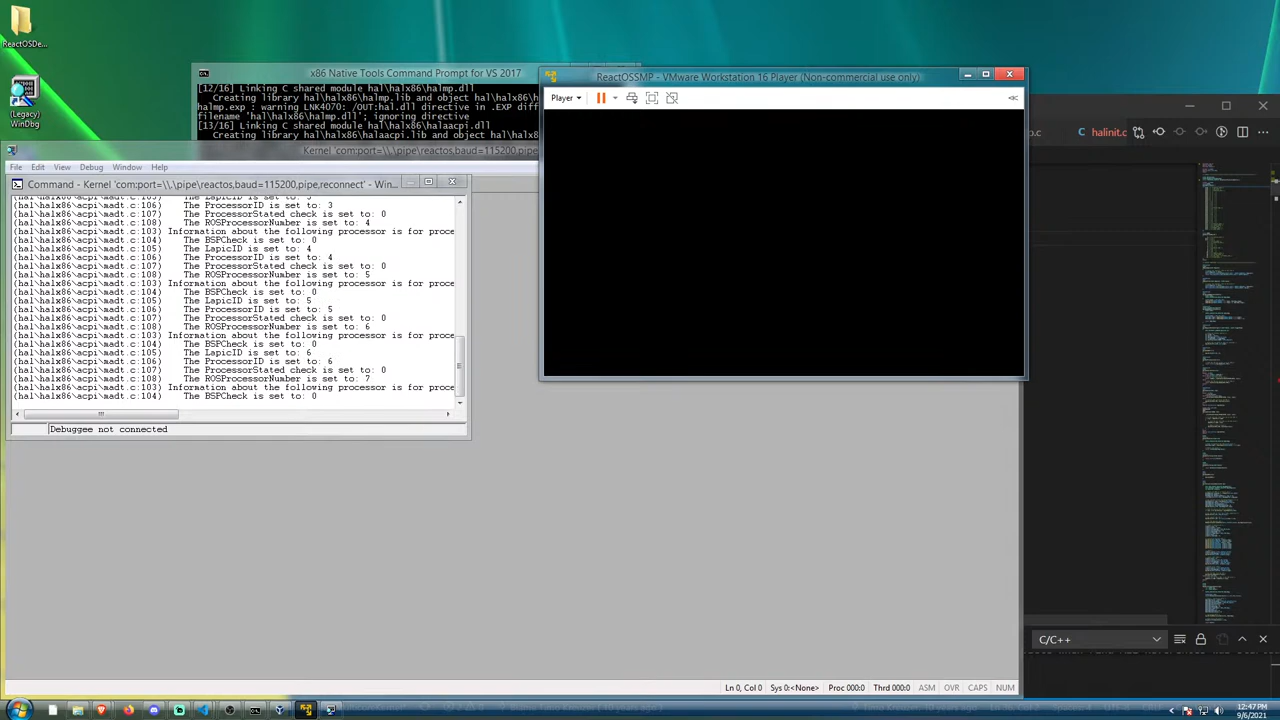 ReactOSDe...
(Legacy)
WinDbg
x86 Native Tools Command Prompt for VS 2017
[12/16] Linking C shared module hal\halx86\halmp.dll
Creating library hal\halx86\halmp.lib and object
halmp.exp : warning LNK4070: /OUT:hal.dll directive in .EXP diff
filename 'halmp.dll'; ignoring directive
[13/16] Linking C shared module hal\halx86\halaacpi.dll
Creating library hal\halx86\halaacpi.lib and object
Kernel 'com:port=\\.\pipe\reactos,baud=115200,pipe,
File Edit View Debug Window Help
Command - Kernel 'com:port=\\.\pipe\reactos,baud=115200,pipe,reconnect' - Win...
(hal\halx86\acpi\madt.c:105) The LapicID is set to: 3
(hal\halx86\acpi\madt.c:106) The ProcessorID is set to: 3
(hal\halx86\acpi\madt.c:107) The ProcessorStated check is set to: 0
(hal\halx86\acpi\madt.c:108) The ROSProcessorNumber is set to: 4
(hal\halx86\acpi\madt.c:103) Information about the following processor is for proce
(hal\halx86\acpi\madt.c:104) The BSPCheck is set to: 0
(hal\halx86\acpi\madt.c:105) The LapicID is set to: 4
(hal\halx86\acpi\madt.c:106) The ProcessorID is set to: 4
(hal\halx86\acpi\madt.c:107) The ProcessorStated check is set to: 0
(hal\halx86\acpi\madt.c:108) The ROSProcessorNumber is set to: 5
(hal\halx86\acpi\madt.c:103) Information about the following processor is for proce
(hal\halx86\acpi\madt.c:104) The BSPCheck is set to: 0
(hal\halx86\acpi\madt.c:105) The LapicID is set to: 5
(hal\halx86\acpi\madt.c:106) The ProcessorID is set to: 5
(hal\halx86\acpi\madt.c:107) The ProcessorStated check is set to: 0
(hal\halx86\acpi\madt.c:108) The ROSProcessorNumber is set to: 6
(hal\halx86\acpi\madt.c:103) Information about the following processor is for proce
(hal\halx86\acpi\madt.c:104) The BSPCheck is set to: 0
(hal\halx86\acpi\madt.c:105) The LapicID is set to: 6
(hal\halx86\acpi\madt.c:106) The ProcessorID is set to: 6
(hal\halx86\acpi\madt.c:107) The ProcessorStated check is set to: 0
(hal\halx86\acpi\madt.c:108) The ROSProcessorNumber is set to: 7
(hal\halx86\acpi\madt.c:103) Information about the following processor is for proce
(hal\halx86\acpi\madt.c:104) The BSPCheck is set to: 0
Debuggee not connected
ReactOSSMP - VMware Workstation 16 Player (Non-commercial use only)
Player
p.c halinit.c
C/C++
Ln 0, Col 0 Sys 0:<None> Proc 000:0 Thrd 000:0 ASM OVR CAPS NUM
12:47 PM
9/6/2021